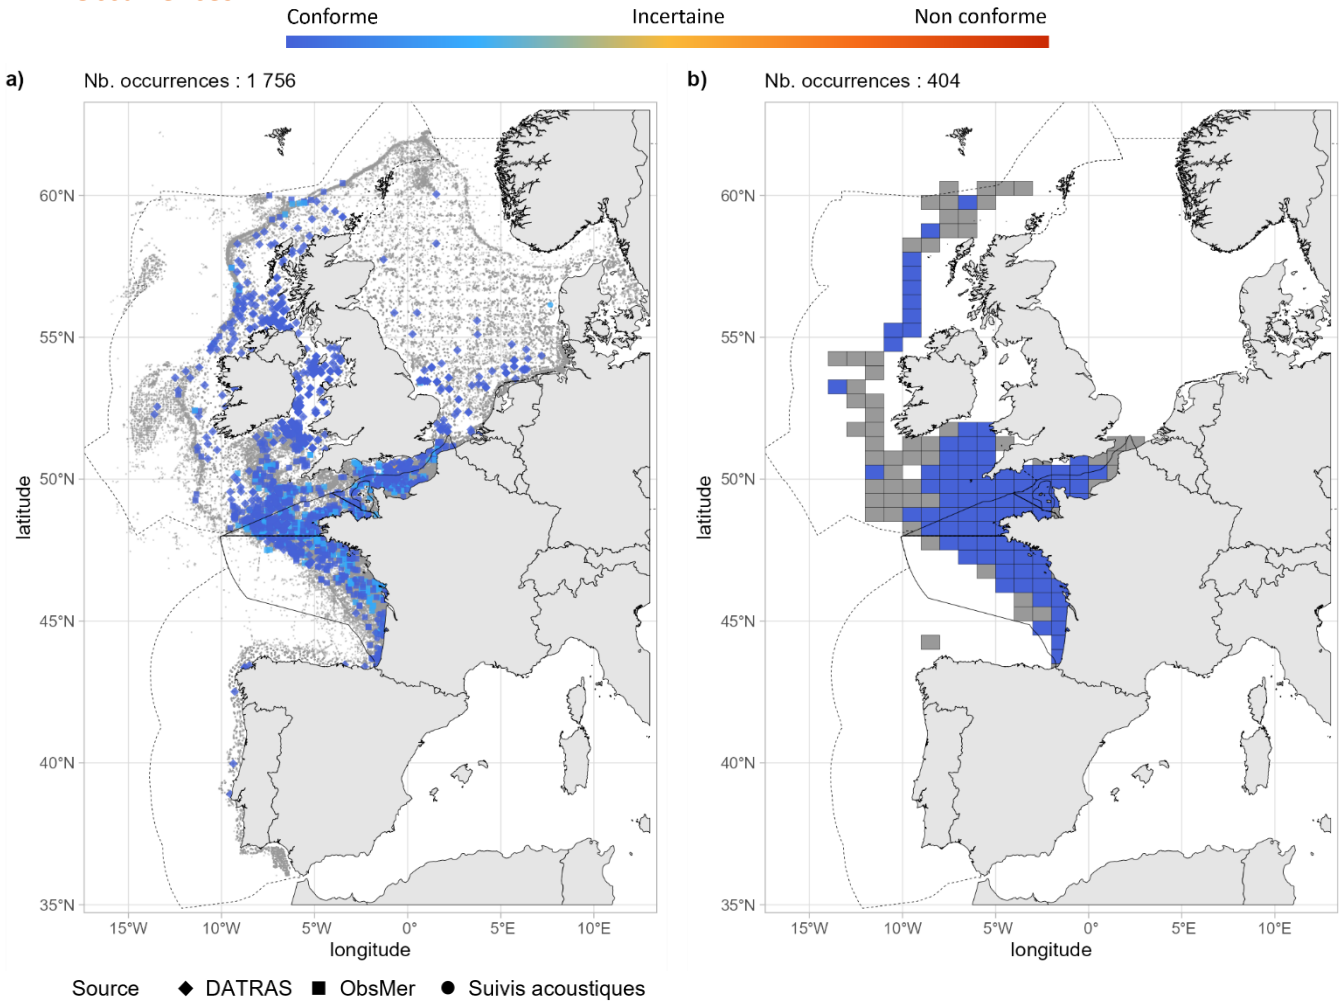 Conforme Incertaine Non conforme
a) Nb. occurrences : 1 756
b) Nb. occurrences : 404
60°N
55°N
50°N
45°N
40°N
35°N
latitude
15°W 10°W 5°W 0° 5°E 10°E
longitude
60°N
55°N
50°N
45°N
40°N
35°N
latitude
15°W 10°W 5°W 0° 5°E 10°E
longitude
Source DATRAS ObsMer Suivis acoustiques